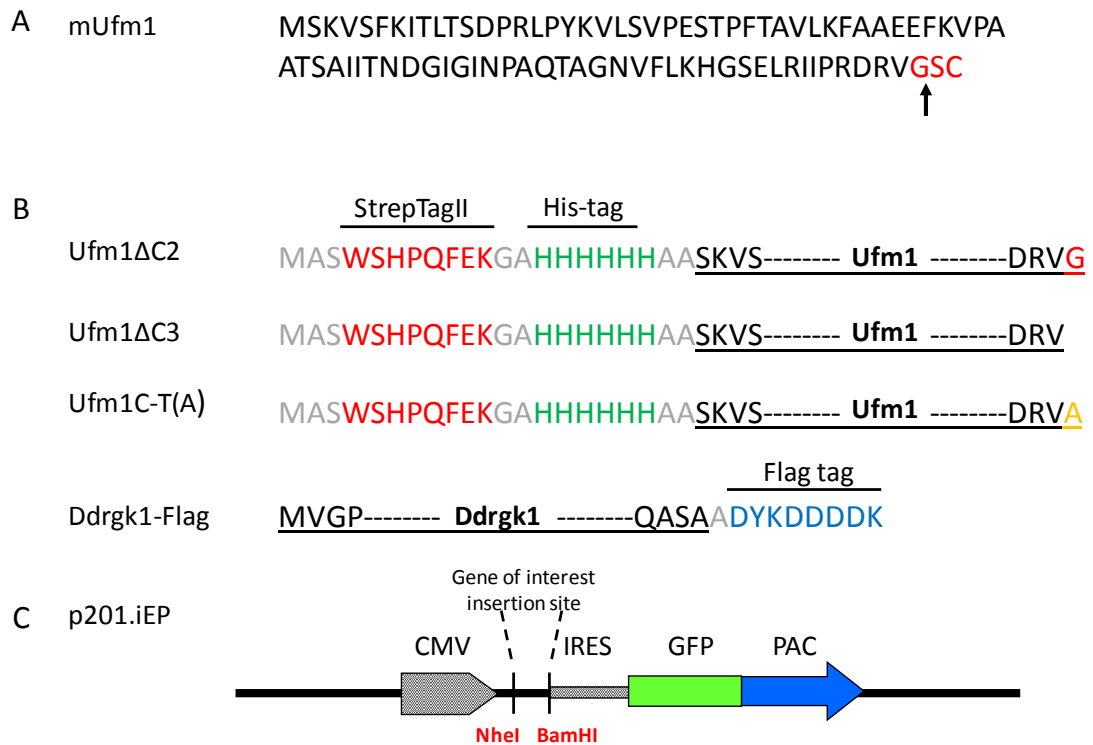 A mUfm1 MSKVSFKITLTSDPRLPYKVLSVPESTPFTAVLKFAAEEFKVPA
ATSAIITNDGIGINPAQTAGNVFLKHGSELRIIPRDRVGSC
B
StrepTagII His-tag
Ufm1ΔC2 MASWSHPQFEKGAHHHHHHAASKVS-------- Ufm1 --------DRVG
Ufm1ΔC3 MASWSHPQFEKGAHHHHHHAASKVS-------- Ufm1 --------DRV
Ufm1C-T(A) MASWSHPQFEKGAHHHHHHAASKVS-------- Ufm1 --------DRVA
Flag tag
Ddrgk1-Flag MVGP-------- Ddrgk1 --------QASAADYKDDDDK
Gene of interest
insertion site
C p201.iEP
CMV IRES GFP PAC
NheI BamHI